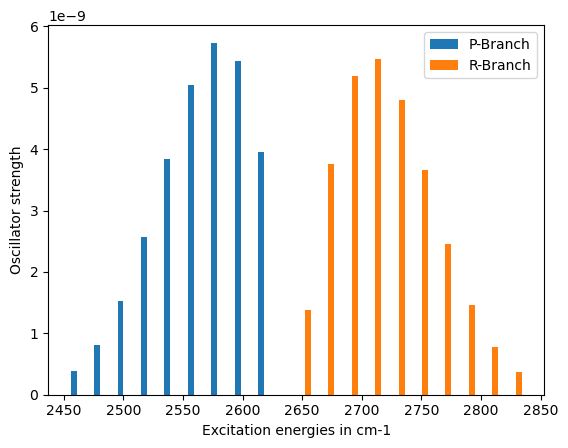 1e−9
P-Branch
R-Branch
6
5
4
3
2
1
0
Oscillator strength
2450 2500 2550 2600 2650 2700 2750 2800 2850
Excitation energies in cm-1